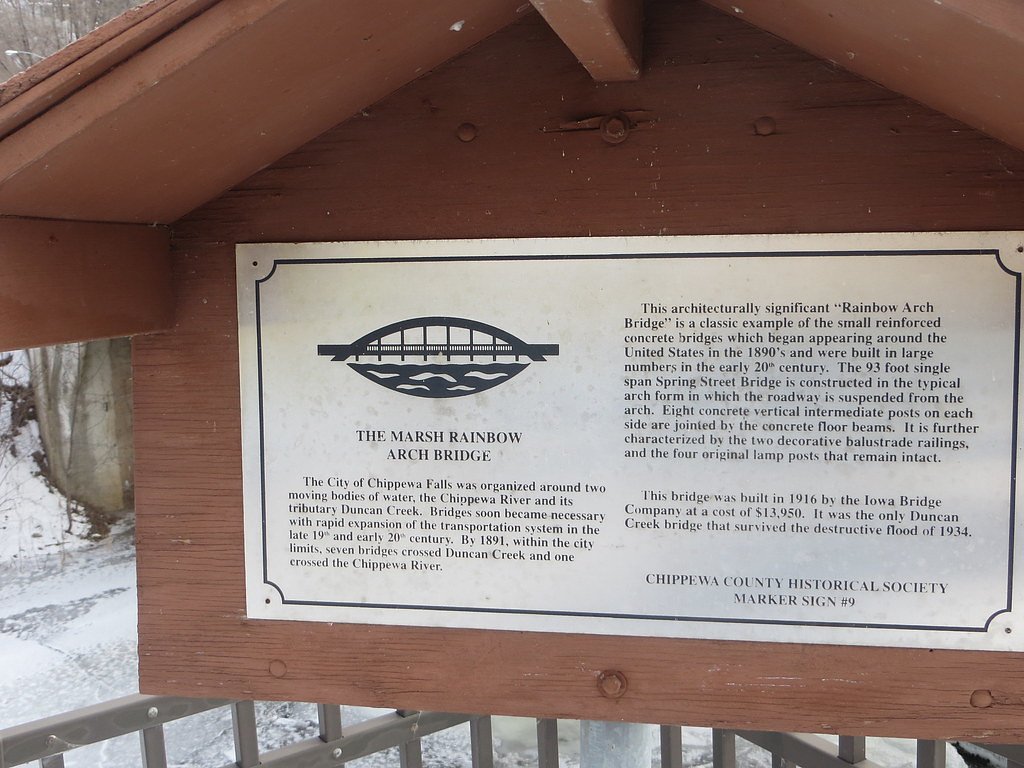 THE MARSH RAINBOW
ARCH BRIDGE
The City of Chippewa Falls was organized around two
moving bodies of water, the Chippewa River and its
tributary Duncan Creek. Bridges soon became necessary
with rapid expansion of the transportation system in the
late 19th and early 20th century. By 1891, within the city
limits, seven bridges crossed Duncan Creek and one
crossed the Chippewa River.
This architecturally significant “Rainbow Arch
Bridge” is a classic example of the small reinforced
concrete bridges which began appearing around the
United States in the 1890’s and were built in large
numbers in the early 20th century. The 93 foot single
span Spring Street Bridge is constructed in the typical
arch form in which the roadway is suspended from the
arch. Eight concrete vertical intermediate posts on each
side are jointed by the concrete floor beams. It is further
characterized by the two decorative balustrade railings,
and the four original lamp posts that remain intact.
This bridge was built in 1916 by the Iowa Bridge
Company at a cost of $13,950. It was the only Duncan
Creek bridge that survived the destructive flood of 1934.
CHIPPEWA COUNTY HISTORICAL SOCIETY
MARKER SIGN #9